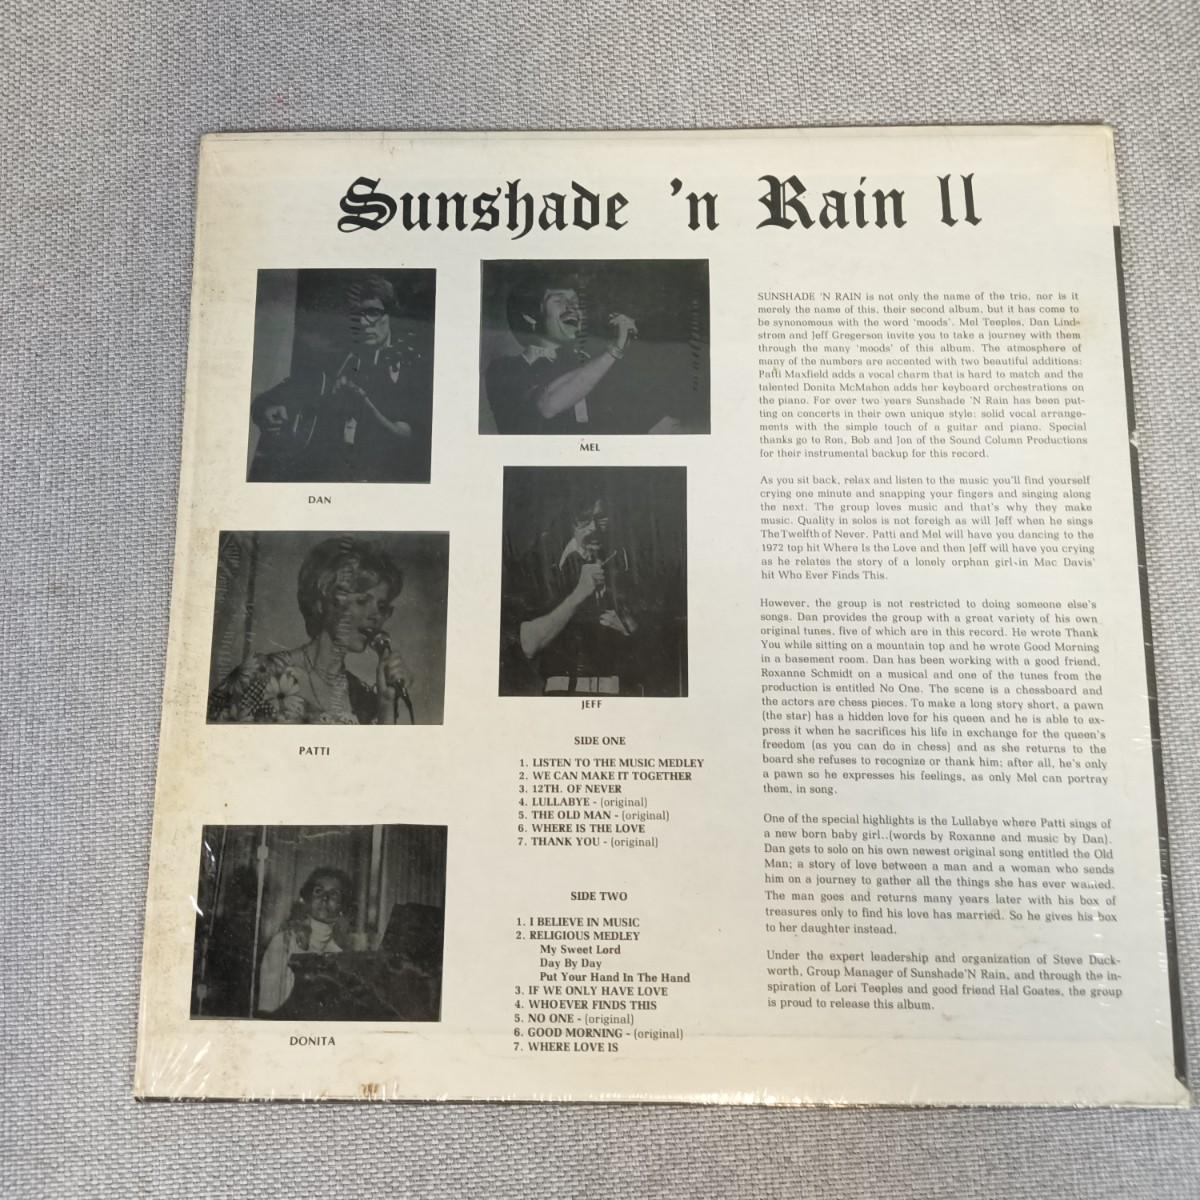 Sunshade 'n Rain II
DAN
MEL
PATTI
JEFF
DONITA
SIDE ONE
1. LISTEN TO THE MUSIC MEDLEY
2. WE CAN MAKE IT TOGETHER
3. 12TH. OF NEVER
4. LULLABYE - (original)
5. THE OLD MAN - (original)
6. WHERE IS THE LOVE
7. THANK YOU - (original)
SIDE TWO
1. I BELIEVE IN MUSIC
2. RELIGIOUS MEDLEY
My Sweet Lord
Day By Day
Put Your Hand In The Hand
3. IF WE ONLY HAVE LOVE
4. WHOEVER FINDS THIS
5. NO ONE - (original)
6. GOOD MORNING - (original)
7. WHERE LOVE IS
SUNSHADE 'N RAIN is not only the name of the trio, nor is it
merely the name of this, their second album, but it has come to
be synonomous with the word 'moods'. Mel Teeples, Dan Lind-
strom and Jeff Gregerson invite you to take a journey with them
through the many 'moods' of this album. The atmosphere of
many of the numbers are accented with two beautiful additions:
Patti Maxfield adds a vocal charm that is hard to match and the
talented Donita McMahon adds her keyboard orchestrations on
the piano. For over two years Sunshade 'N Rain has been put-
ting on concerts in their own unique style: solid vocal arrange-
ments with the simple touch of a guitar and piano. Special
thanks go to Ron, Bob and Jon of the Sound Column Productions
for their instrumental backup for this record.
As you sit back, relax and listen to the music you'll find yourself
crying one minute and snapping your fingers and singing along
the next. The group loves music and that's why they make
music. Quality in solos is not foreigh as will Jeff when he sings
The Twelfth of Never. Patti and Mel will have you dancing to the
1972 top hit Where Is the Love and then Jeff will have you crying
as he relates the story of a lonely orphan girl-in Mac Davis'
hit Who Ever Finds This.
However, the group is not restricted to doing someone else's
songs. Dan provides the group with a great variety of his own
original tunes, five of which are in this record. He wrote Thank
You while sitting on a mountain top and he wrote Good Morning
in a basement room. Dan has been working with a good friend,
Roxanne Schmidt on a musical and one of the tunes from the
production is entitled No One. The scene is a chessboard and
the actors are chess pieces. To make a long story short, a pawn
(the star) has a hidden love for his queen and he is able to ex-
press it when he sacrifices his life in exchange for the queen's
freedom (as you can do in chess) and as she returns to the
board she refuses to recognize or thank him; after all, he's only
a pawn so he expresses his feelings, as only Mel can portray
them, in song.
One of the special highlights is the Lullabye where Patti sings of
a new born baby girl..(words by Roxanne and music by Dan).
Dan gets to solo on his own newest original song entitled the Old
Man; a story of love between a man and a woman who sends
him on a journey to gather all the things she has ever wanted.
The man goes and returns many years later with his box of
treasures only to find his love has married. So he gives his box
to her daughter instead.
Under the expert leadership and organization of Steve Duck-
worth, Group Manager of Sunshade'N Rain, and through the in-
spiration of Lori Teeples and good friend Hal Goates, the group
is proud to release this album.